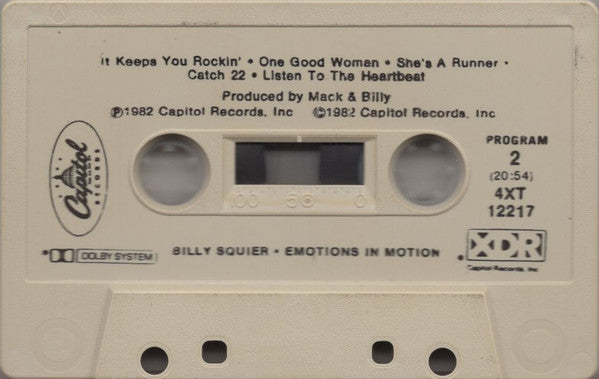 It Keeps You Rockin' • One Good Woman • She's A Runner •
Catch 22 • Listen To The Heartbeat
Produced by Mack & Billy
℗1982 Capitol Records, Inc ©1982 Capitol Records, Inc
Capitol
RECORDS
PROGRAM
2
(20:54)
4XT
12217
100 50 0
DOLBY SYSTEM
BILLY SQUIER • EMOTIONS IN MOTION
XDR
Capitol Records, Inc